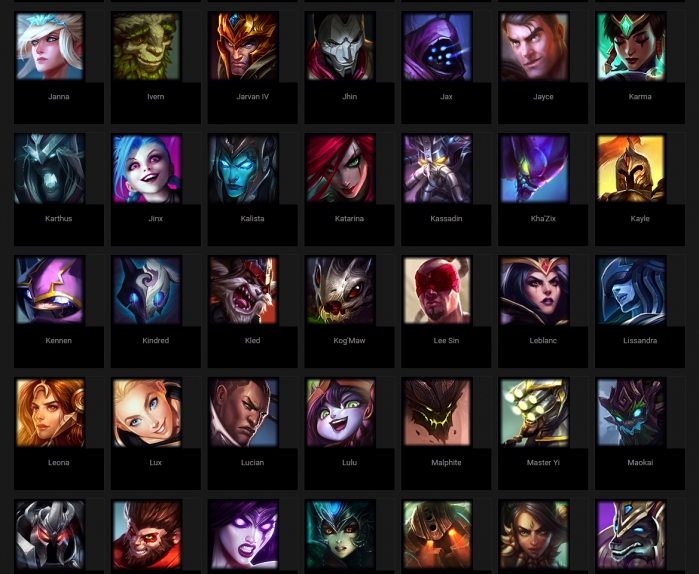 Janna Ivern Jarvan IV Jhin Jax Jayce Karma
Karthus Jinx Kalista Katarina Kassadin Kha'Zix Kayle
Kennen Kindred Kled Kog'Maw Lee Sin Leblanc Lissandra
Leona Lux Lucian Lulu Malphite Master Yi Maokai